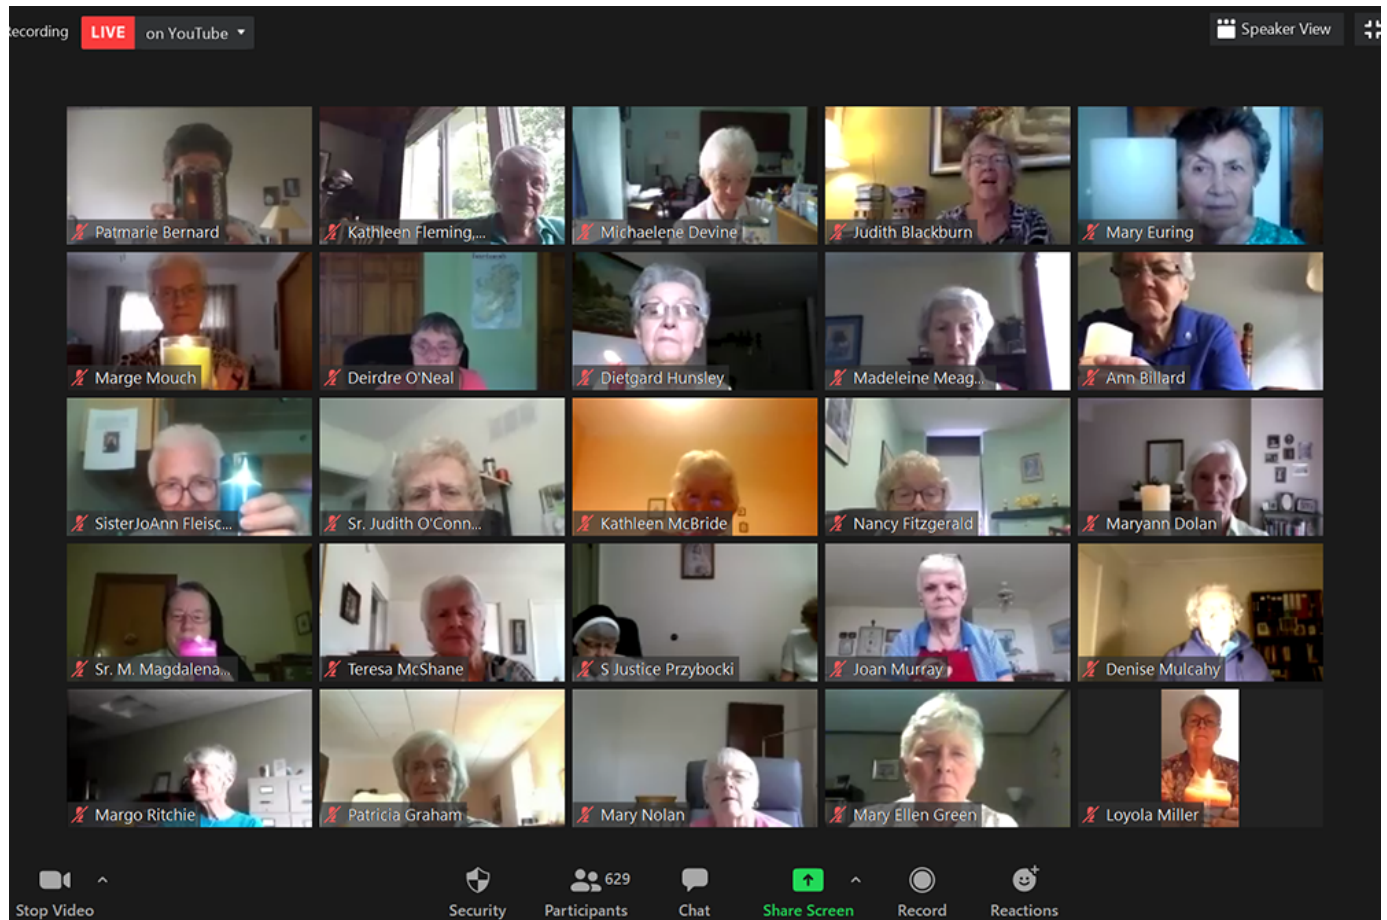 Recording
LIVE on YouTube
Speaker View
Patmarie Bernard
Kathleen Fleming,...
Michaelene Devine
Judith Blackburn
Mary Euring
Marge Mouch
Deirdre O'Neal
Dietgard Hunsley
Madeleine Meag...
Ann Billard
SisterJoAnn Fleisc...
Sr. Judith O'Conn...
Kathleen McBride
Nancy Fitzgerald
Maryann Dolan
Sr. M. Magdalena...
Teresa McShane
S Justice Przybocki
Joan Murray
Denise Mulcahy
Margo Ritchie
Patricia Graham
Mary Nolan
Mary Ellen Green
Loyola Miller
629
Stop Video
Security
Participants
Chat
Share Screen
Record
Reactions